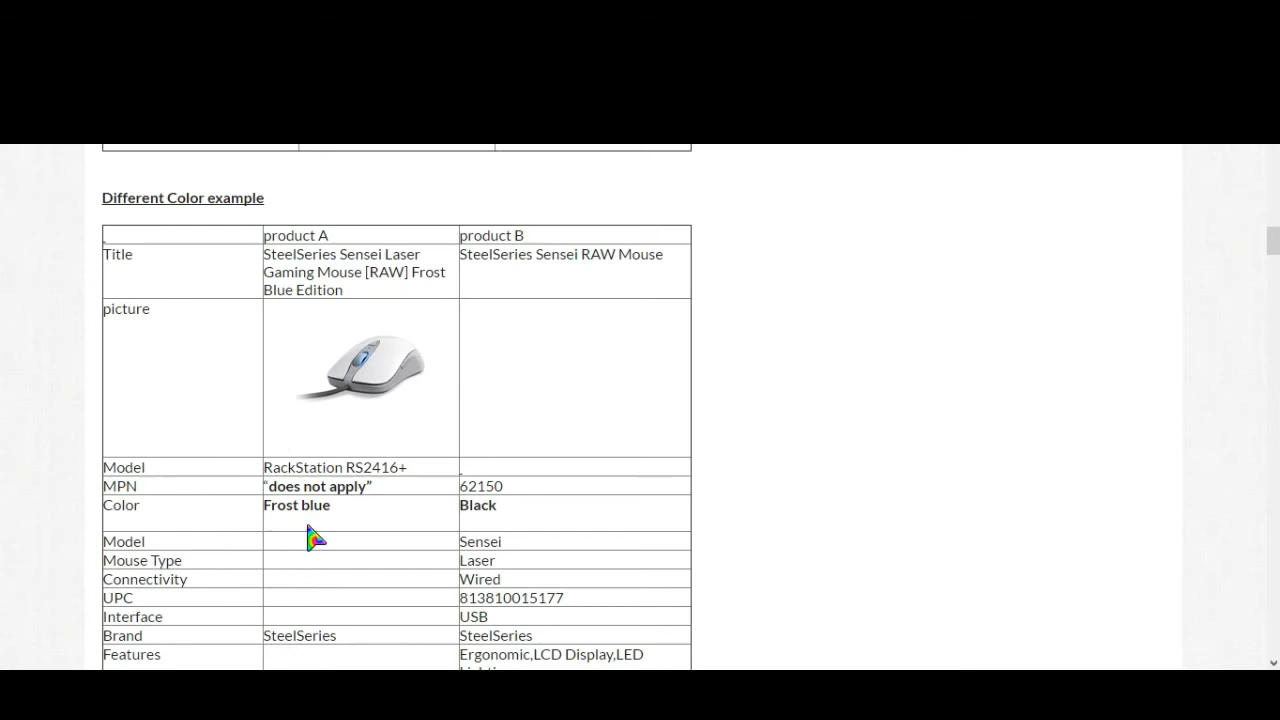 Different Color example
product A product B
Title SteelSeries Sensei Laser SteelSeries Sensei RAW Mouse
Gaming Mouse [RAW] Frost
Blue Edition
picture
Model RackStation RS2416+
MPN "does not apply" 62150
Color Frost blue Black
Model Sensei
Mouse Type Laser
Connectivity Wired
UPC 813810015177
Interface USB
Brand SteelSeries SteelSeries
Features Ergonomic,LCD Display,LED